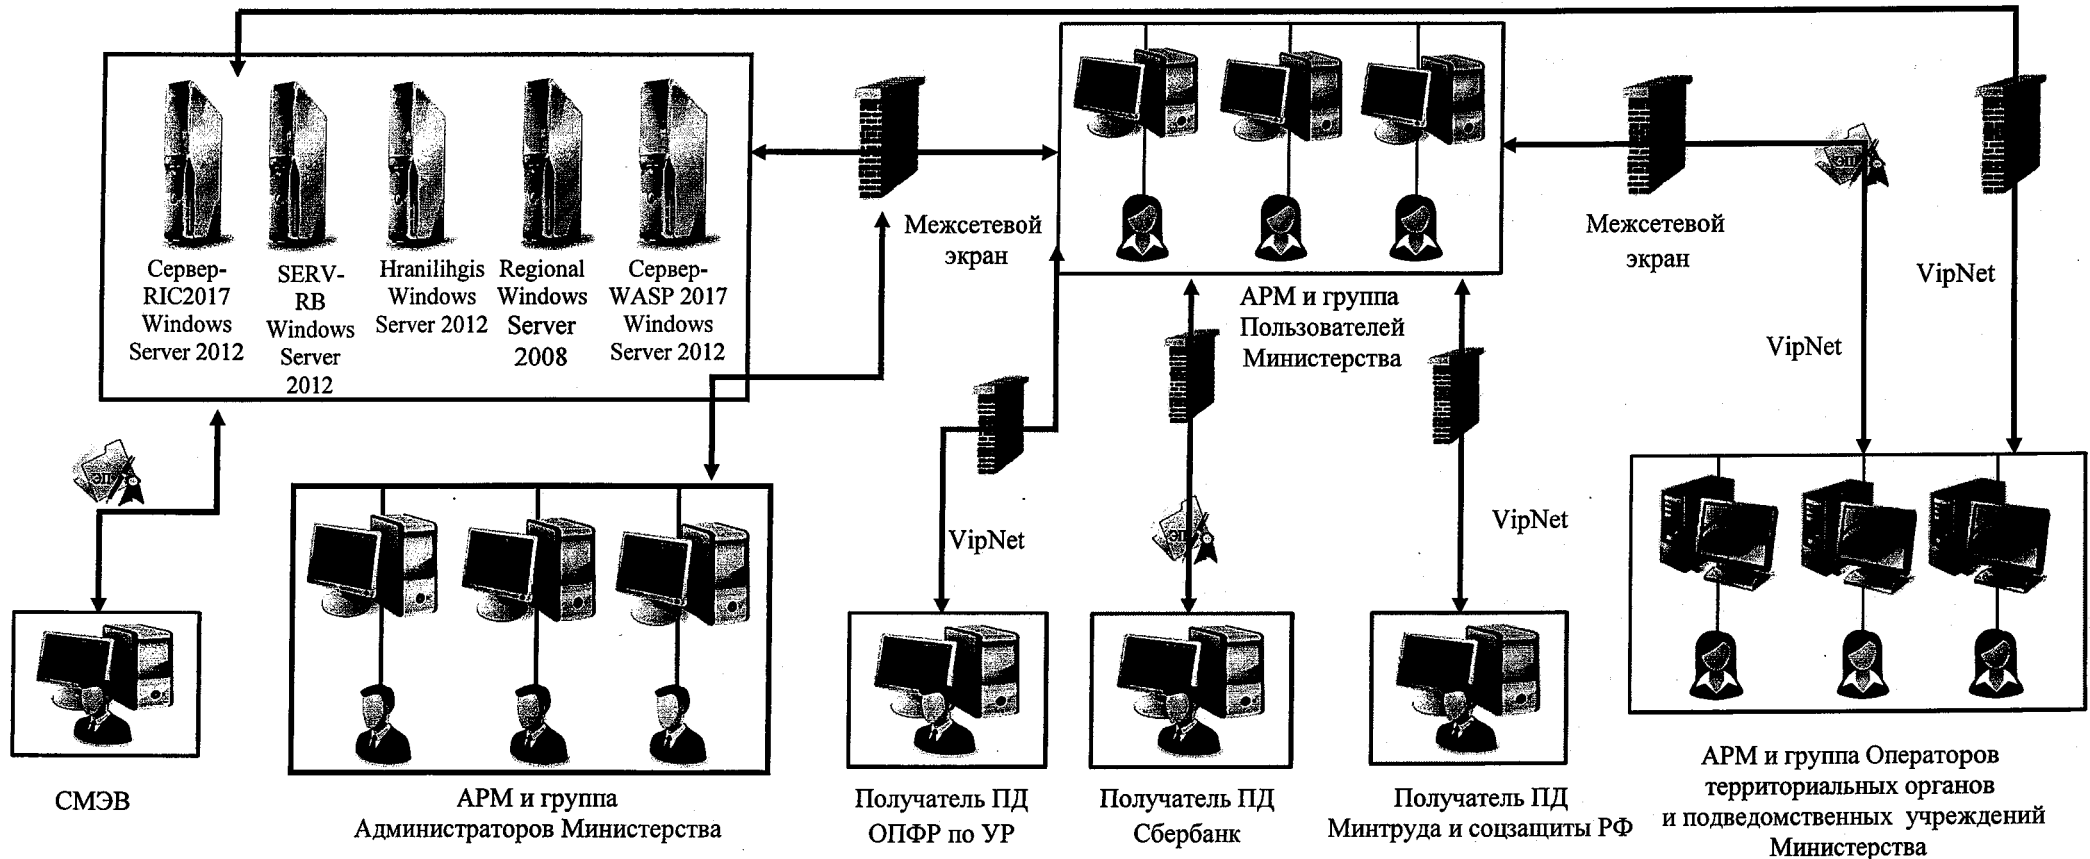 Сервер-
RIC2017
Windows
Server 2012
SERV-
RB
Windows
Server
2012
Hranilihgis
Windows
Server 2012
Regional
Windows
Server
2008
Сервер-
WASP 2017
Windows
Server 2012
Межсетевой
экран
АРМ и группа
Пользователей
Министерства
Межсетевой
экран
ЭП
VipNet
VipNet
ЭП
VipNet
ЭП
VipNet
СМЭВ
АРМ и группа
Администраторов Министерства
Получатель ПД
ОПФР по УР
Получатель ПД
Сбербанк
Получатель ПД
Минтруда и соцзащиты РФ
АРМ и группа Операторов
территориальных органов
и подведомственных учреждений
Министерства